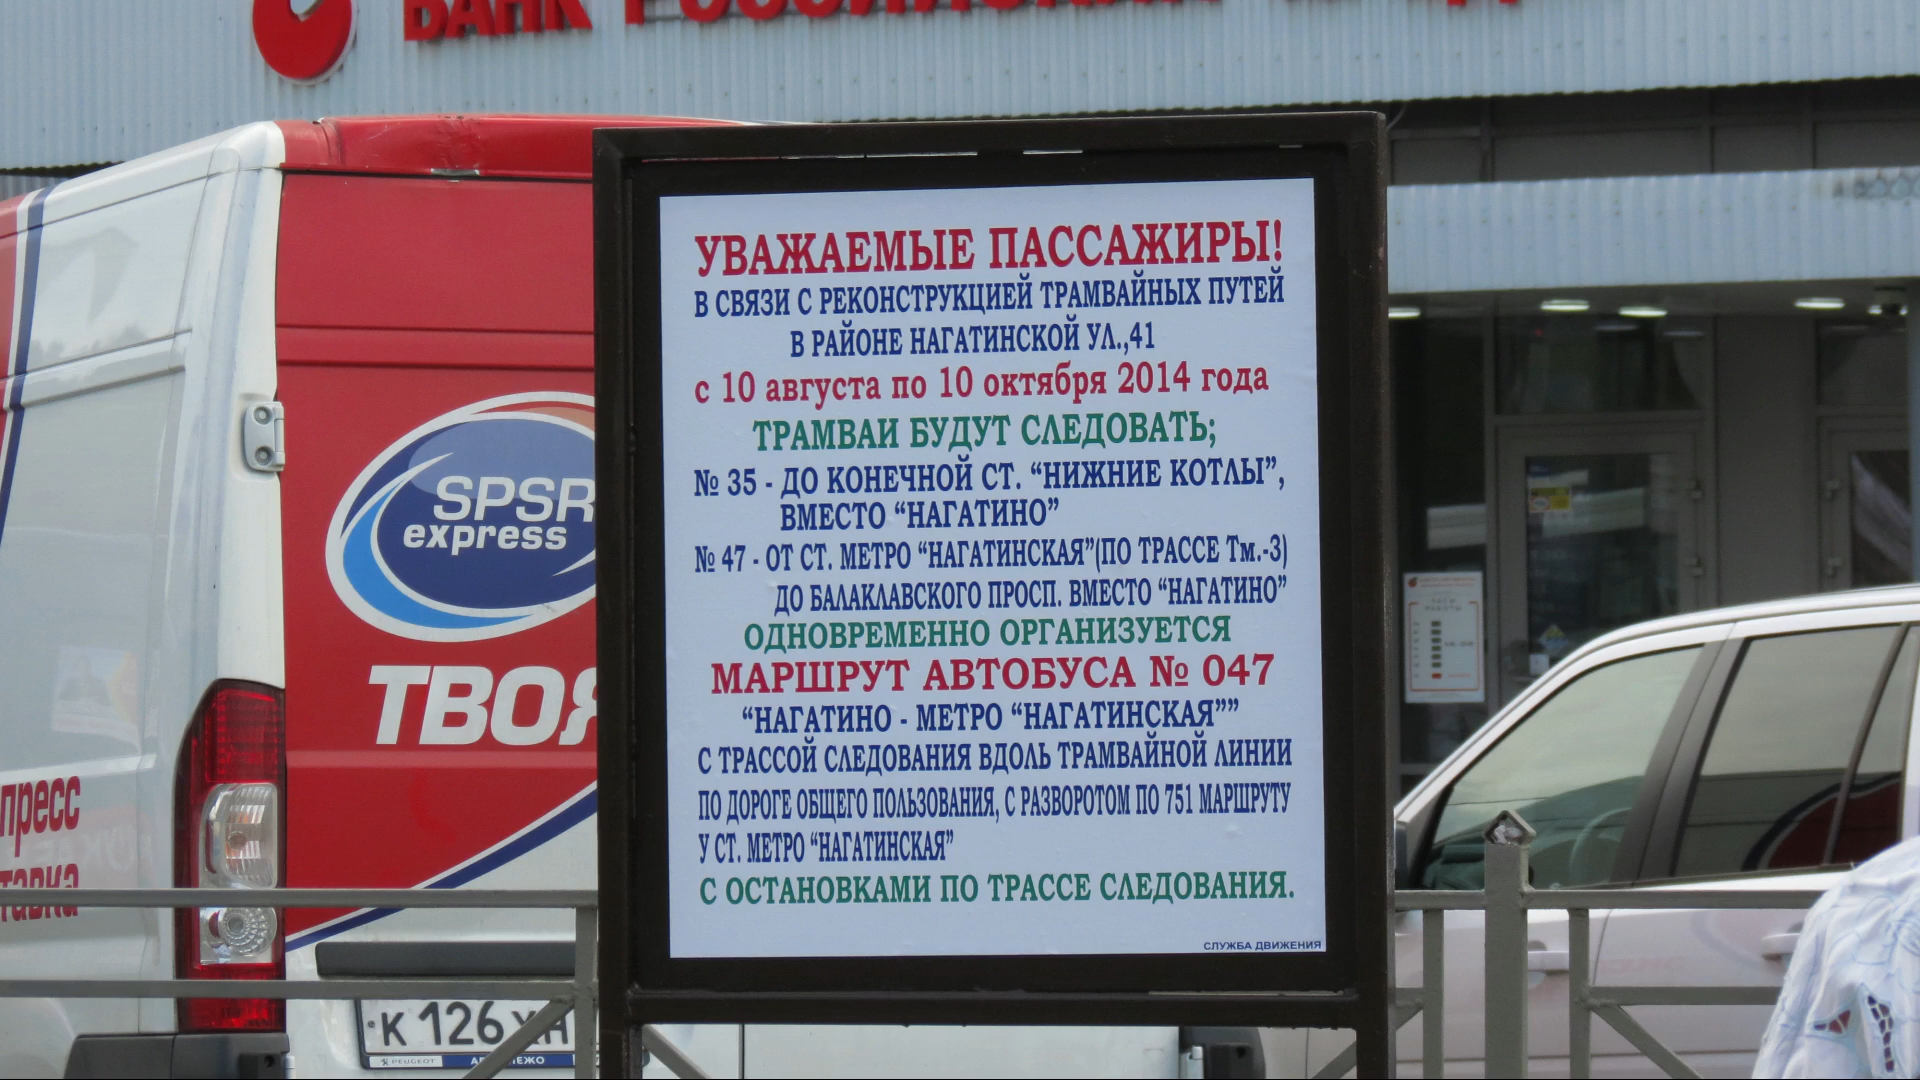 БАНК
SPSR
express
ТВОЯ
УВАЖАЕМЫЕ ПАССАЖИРЫ!
В СВЯЗИ С РЕКОНСТРУКЦИЕЙ ТРАМВАЙНЫХ ПУТЕЙ
В РАЙОНЕ НАГАТИНСКОЙ УЛ.,41
с 10 августа по 10 октября 2014 года
ТРАМВАИ БУДУТ СЛЕДОВАТЬ;
№ 35 - ДО КОНЕЧНОЙ СТ. “НИЖНИЕ КОТЛЫ”,
ВМЕСТО “НАГАТИНО”
№ 47 - ОТ СТ. МЕТРО “НАГАТИНСКАЯ”(ПО ТРАССЕ Тм.-3)
ДО БАЛАКЛАВСКОГО ПРОСП. ВМЕСТО “НАГАТИНО”
ОДНОВРЕМЕННО ОРГАНИЗУЕТСЯ
МАРШРУТ АВТОБУСА № 047
“НАГАТИНО - МЕТРО “НАГАТИНСКАЯ””
С ТРАССОЙ СЛЕДОВАНИЯ ВДОЛЬ ТРАМВАЙНОЙ ЛИНИИ
ПО ДОРОГЕ ОБЩЕГО ПОЛЬЗОВАНИЯ, С РАЗВОРОТОМ ПО 751 МАРШРУТУ
У СТ. МЕТРО “НАГАТИНСКАЯ”
С ОСТАНОВКАМИ ПО ТРАССЕ СЛЕДОВАНИЯ.
СЛУЖБА ДВИЖЕНИЯ
пресс
тавка
К 126 ХН
PEUGEOT